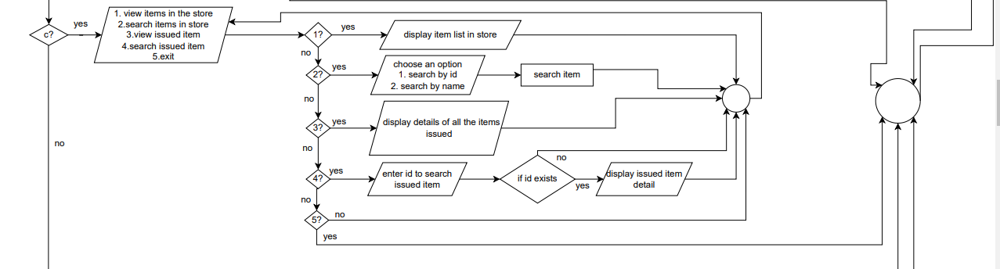 c?
yes
no
1. view items in the store
2.search items in store
3.view issued item
4.search issued item
5.exit
1?
yes
display item list in store
no
2?
yes
choose an option
1. search by id
2. search by name
search item
no
3?
yes
display details of all the items
issued
no
4?
yes
enter id to search
issued item
if id exists
no
yes
display issued item
detail
no
5?
no
yes